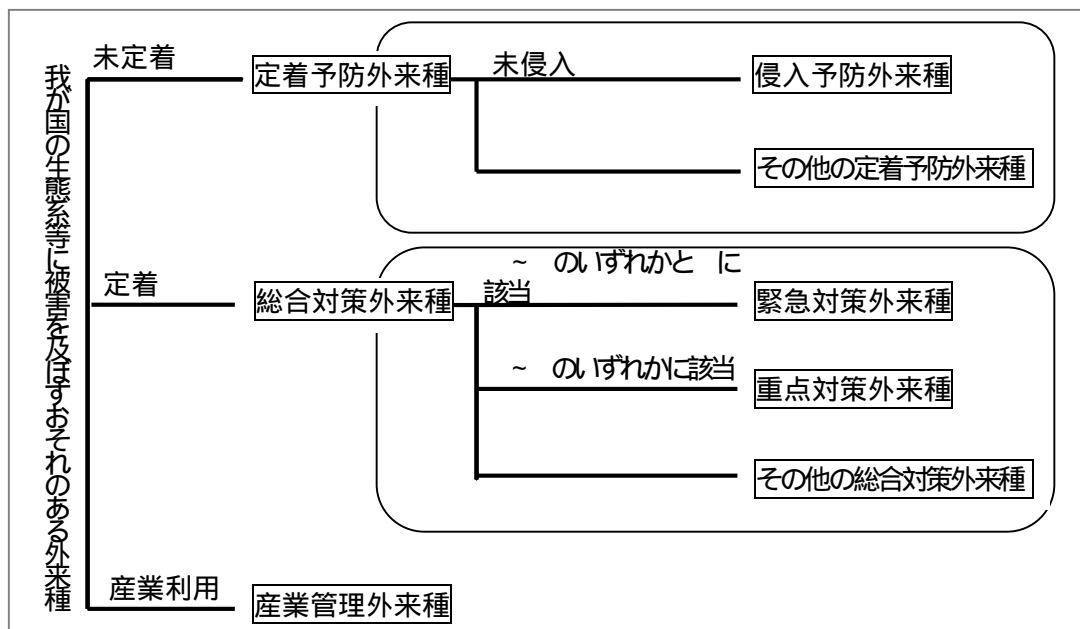 我が国の生態系等に被害を及ぼすおそれのある外来種
未定着
定着予防外来種
未侵入
侵入予防外来種
その他の定着予防外来種
定着
総合対策外来種
~ のいずれかと に
該当
緊急対策外来種
~ のいずれかに該当
重点対策外来種
その他の総合対策外来種
産業利用
産業管理外来種